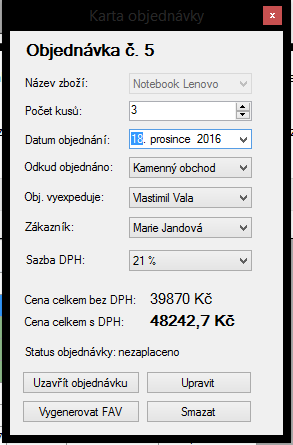 Karta objednávky
x
Objednávka č. 5
Název zboží: Notebook Lenovo
Počet kusů: 3
Datum objednání: 18. prosince 2016
Odkud objednáno: Kamenný obchod
Obj. vyexpeduje: Vlastimil Vala
Zákazník: Marie Jandová
Sazba DPH: 21 %
Cena celkem bez DPH: 39870 Kč
Cena celkem s DPH: 48242,7 Kč
Status objednávky: nezaplaceno
Uzavřít objednávku Upravit
Vygenerovat FAV Smazat